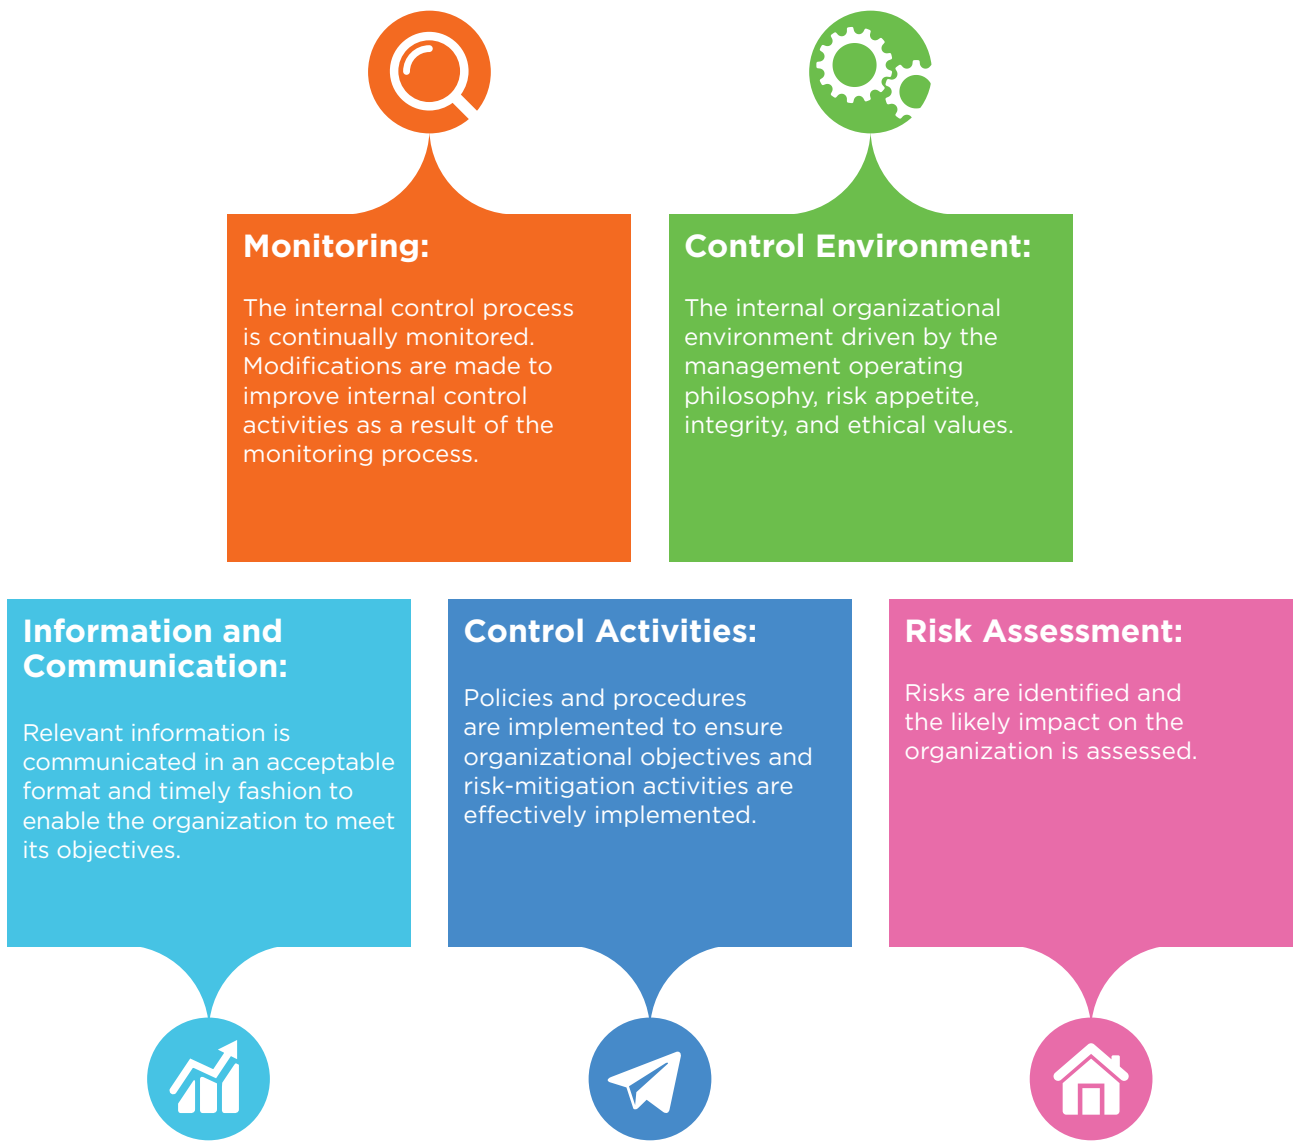 Monitoring:
The internal control process
is continually monitored.
Modifications are made to
improve internal control
activities as a result of the
monitoring process.
Control Environment:
The internal organizational
environment driven by the
management operating
philosophy, risk appetite,
integrity, and ethical values.
Information and
Communication:
Relevant information is
communicated in an acceptable
format and timely fashion to
enable the organization to meet
its objectives.
Control Activities:
Policies and procedures
are implemented to ensure
organizational objectives and
risk-mitigation activities are
effectively implemented.
Risk Assessment:
Risks are identified and
the likely impact on the
organization is assessed.